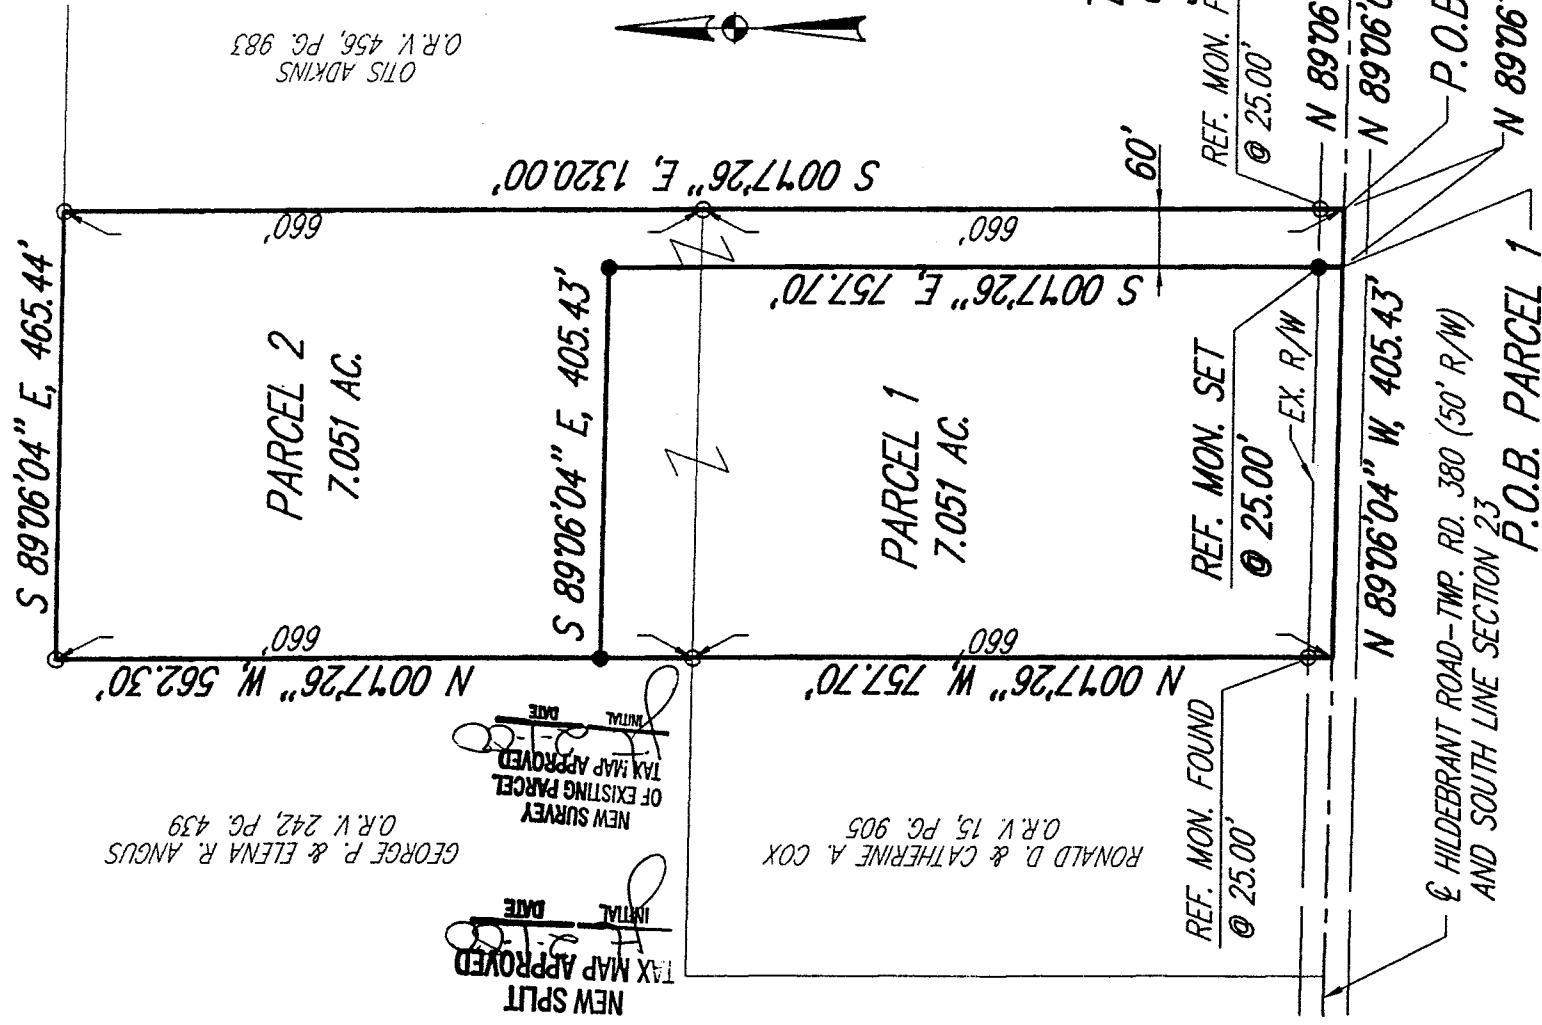 OTIS ADKINS
O.R.V. 456, PG. 983
S 89°06'04" E, 465.44'
S 00°17'26" E, 1320.00'
660'
660'
60'
PARCEL 2
7.051 AC.
S 89°06'04" E, 405.43'
S 00°17'26" E, 757.70'
PARCEL 1
7.051 AC.
N 00°17'26" W, 562.30'
660'
N 00°17'26" W, 757.70'
660'
REF. MON. F
@ 25.00'
N 89°06'
N 89°06'0
P.O.B
N 89°06'
REF. MON. SET
@ 25.00'
EX. R/W
N 89°06'04" W, 405.43'
P.O.B. PARCEL 1
REF. MON. FOUND
@ 25.00'
℄ HILDEBRANT ROAD-TWP. RD. 380 (50' R/W)
AND SOUTH LINE SECTION 23
GEORGE P. & ELENA R. ANGUS
O.R.V. 242, PG. 439
RONALD D. & CATHERINE A. COX
O.R.V. 15, PG. 905
NEW SURVEY
OF EXISTING PARCEL
TAX MAP APPROVED
INITIAL DATE
NEW SPLIT
TAX MAP APPROVED
INITIAL DATE